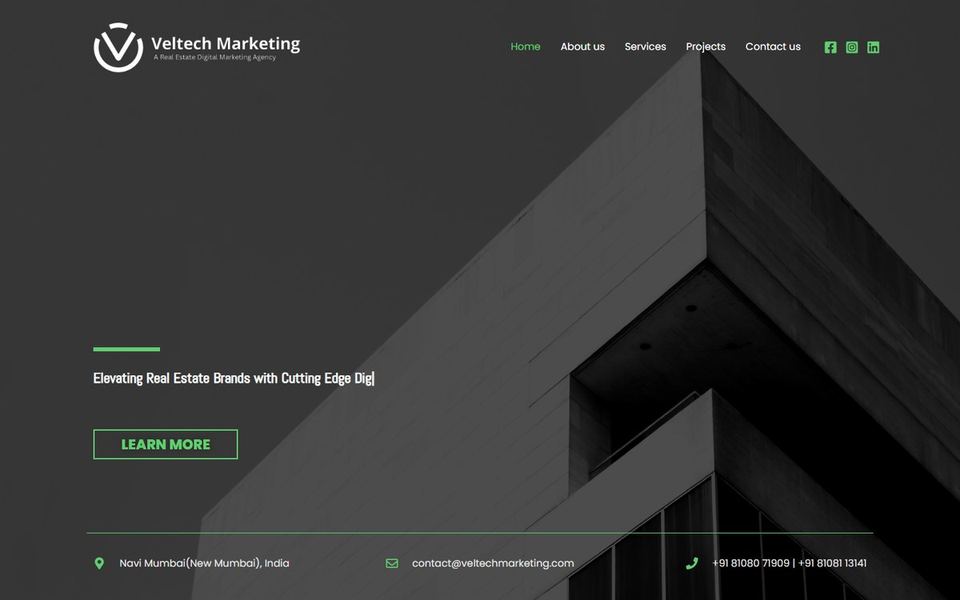 Veltech Marketing
A Real Estate Digital Marketing Agency
Home About us Services Projects Contact us
Elevating Real Estate Brands with Cutting Edge Dig|
LEARN MORE
Navi Mumbai(New Mumbai), India
contact@veltechmarketing.com
+91 81080 71909 | +91 81081 13141